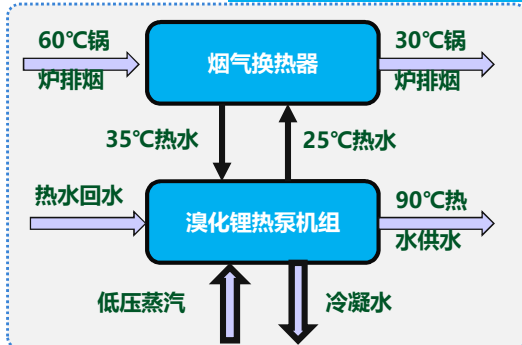 60℃锅
炉排烟
烟气换热器
30℃锅
炉排烟
35℃热水
25℃热水
热水回水
溴化锂热泵机组
90℃热
水供水
低压蒸汽
冷凝水